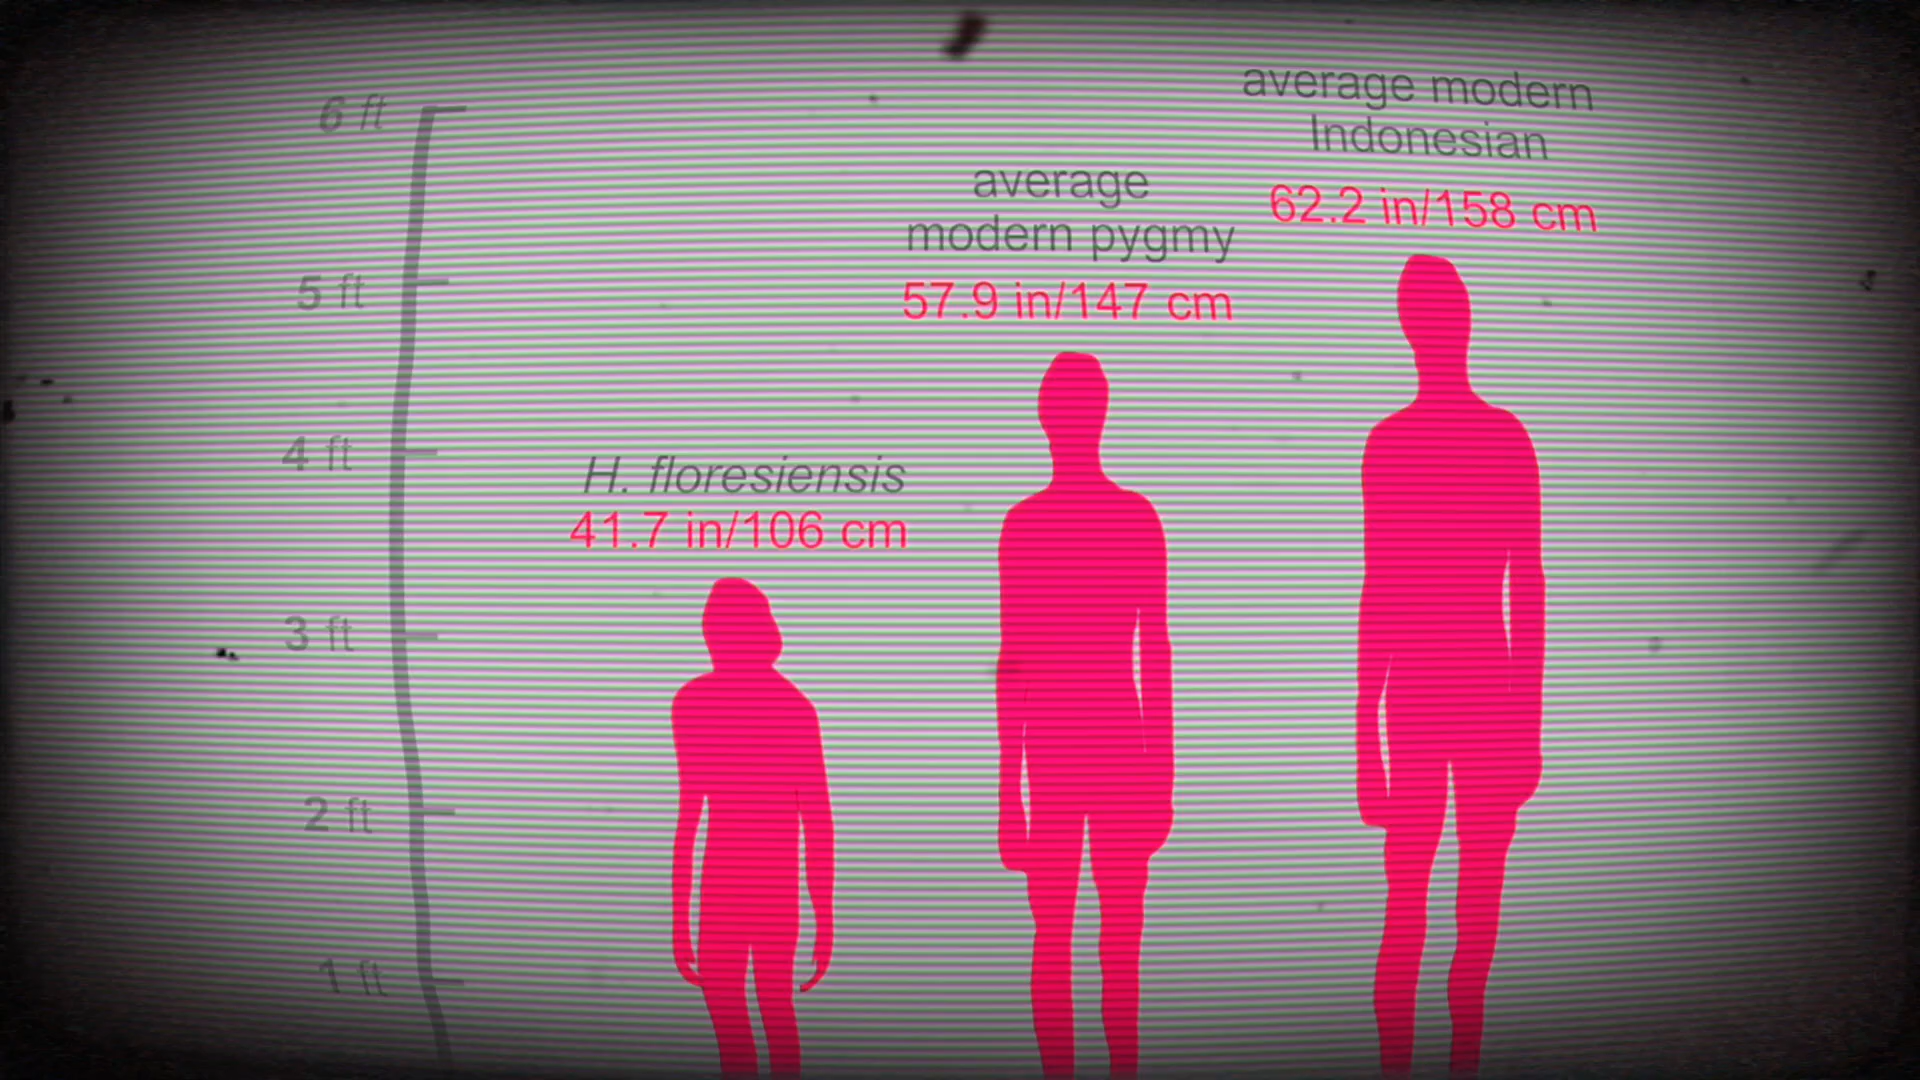 6 ft
5 ft
4 ft
3 ft
2 ft
1 ft
H. floresiensis
41.7 in/106 cm
average
modern pygmy
57.9 in/147 cm
average modern
Indonesian
62.2 in/158 cm